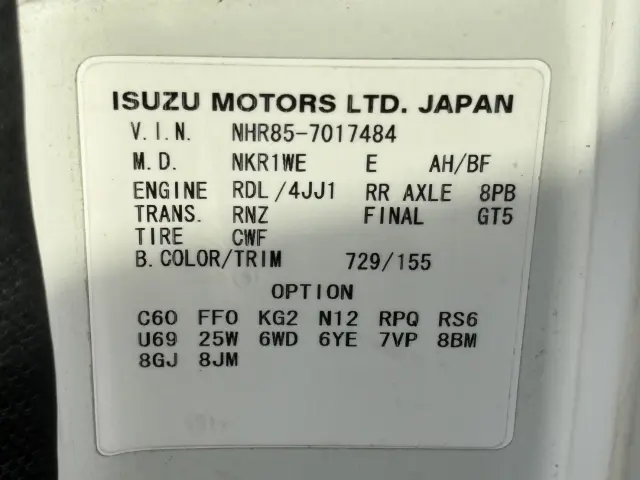 ISUZU MOTORS LTD. JAPAN
V.I.N. NHR85-7017484
M.D. NKR1WE E AH/BF
ENGINE RDL/4JJ1 RR AXLE 8PB
TRANS. RNZ FINAL GT5
TIRE CWF
B.COLOR/TRIM 729/155
OPTION
C60 FF0 KG2 N12 RPQ RS6
U69 25W 6WD 6YE 7VP 8BM
8GJ 8JM